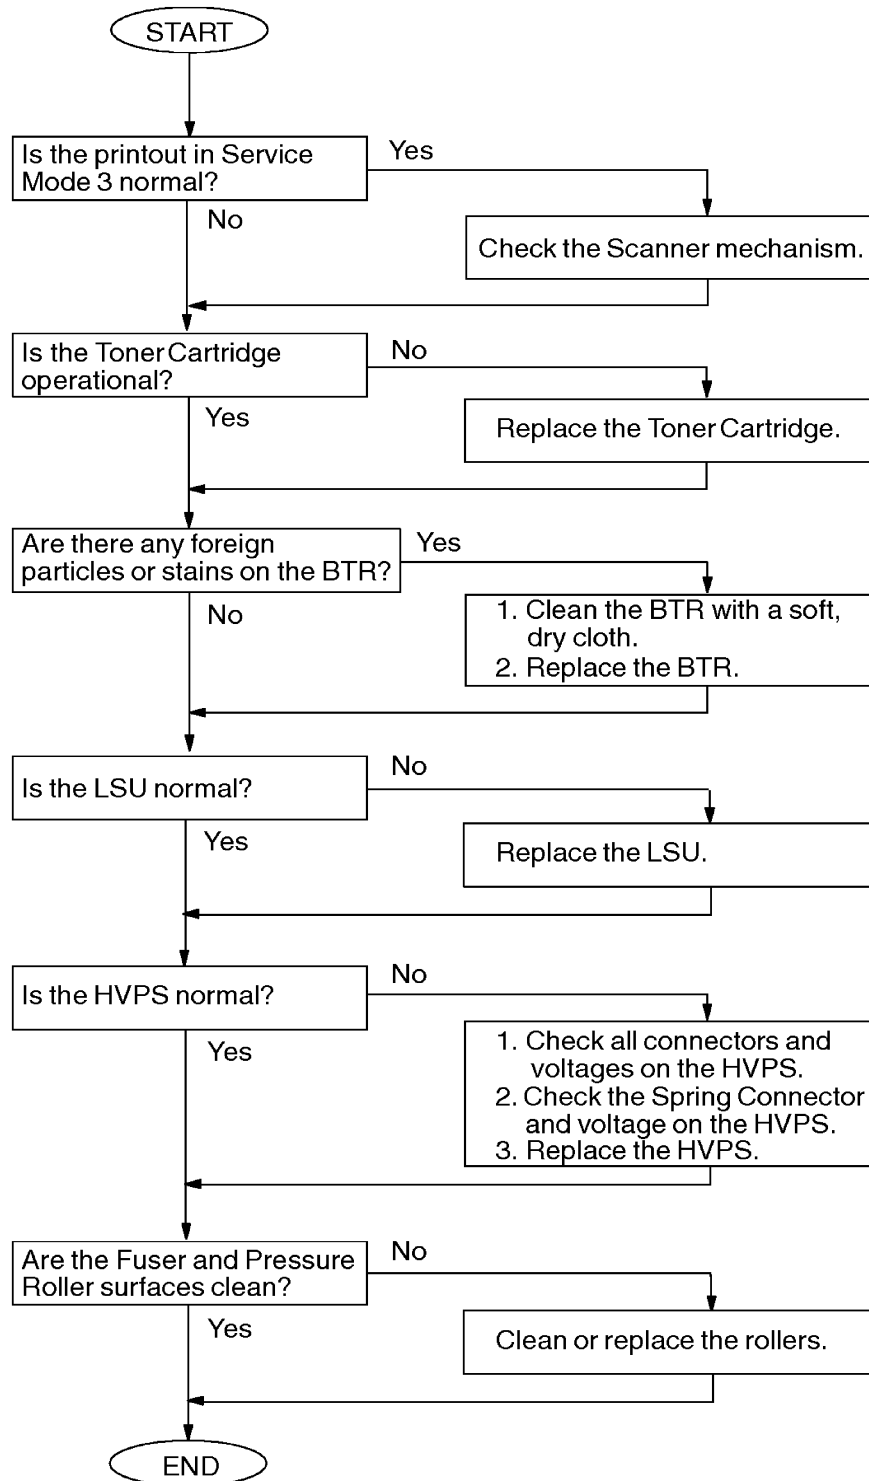 START
Is the printout in Service
Mode 3 normal?
Yes
No
Check the Scanner mechanism.
Is the Toner Cartridge
operational?
No
Yes
Replace the Toner Cartridge.
Are there any foreign
particles or stains on the BTR?
Yes
No
1. Clean the BTR with a soft,
dry cloth.
2. Replace the BTR.
Is the LSU normal?
No
Yes
Replace the LSU.
Is the HVPS normal?
No
Yes
1. Check all connectors and
voltages on the HVPS.
2. Check the Spring Connector
and voltage on the HVPS.
3. Replace the HVPS.
Are the Fuser and Pressure
Roller surfaces clean?
No
Yes
Clean or replace the rollers.
END